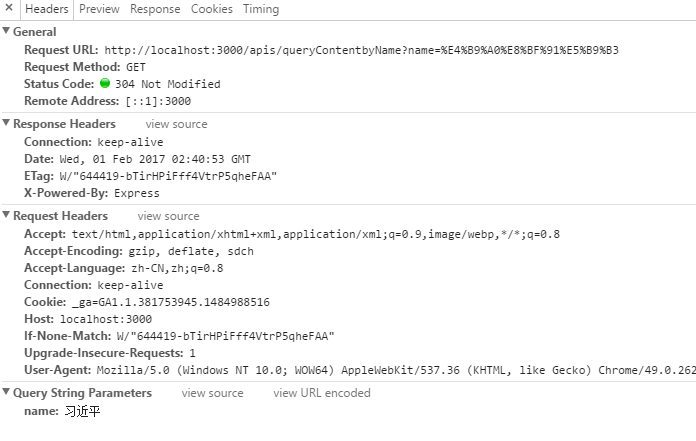 × Headers Preview Response Cookies Timing
▼ General
Request URL: http://localhost:3000/apis/queryContentbyName?name=%E4%B9%A0%E8%BF%91%E5%B9%B3
Request Method: GET
Status Code: 304 Not Modified
Remote Address: [::1]:3000
▼ Response Headers view source
Connection: keep-alive
Date: Wed, 01 Feb 2017 02:40:53 GMT
ETag: W/"644419-bTirHPiFff4VtrP5qheFAA"
X-Powered-By: Express
▼ Request Headers view source
Accept: text/html,application/xhtml+xml,application/xml;q=0.9,image/webp,*/*;q=0.8
Accept-Encoding: gzip, deflate, sdch
Accept-Language: zh-CN,zh;q=0.8
Connection: keep-alive
Cookie: _ga=GA1.1.381753945.1484988516
Host: localhost:3000
If-None-Match: W/"644419-bTirHPiFff4VtrP5qheFAA"
Upgrade-Insecure-Requests: 1
User-Agent: Mozilla/5.0 (Windows NT 10.0; WOW64) AppleWebKit/537.36 (KHTML, like Gecko) Chrome/49.0.262
▼ Query String Parameters view source view URL encoded
name: 习近平